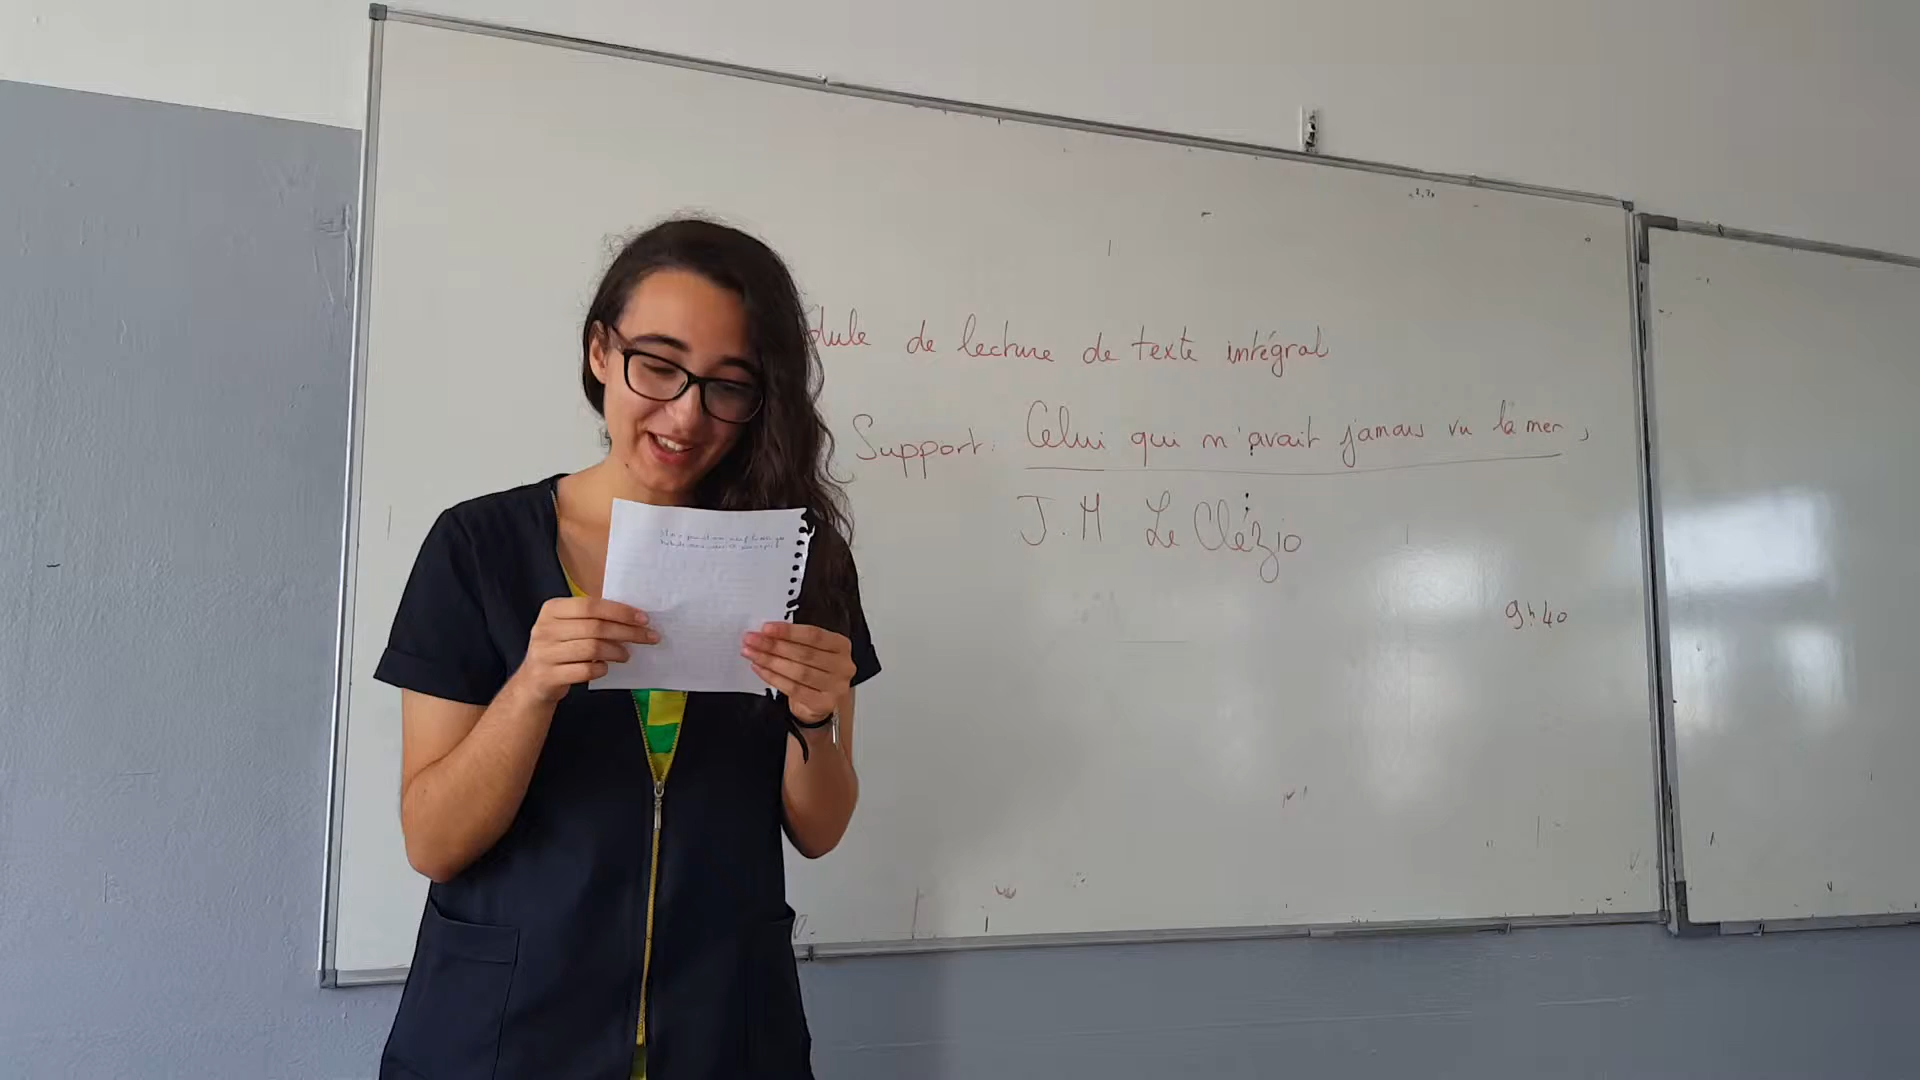 dule de lecture de texte intégral
Support: Celui qui n'avait jamais vu la mer,
J.M Le Clézio
9h40